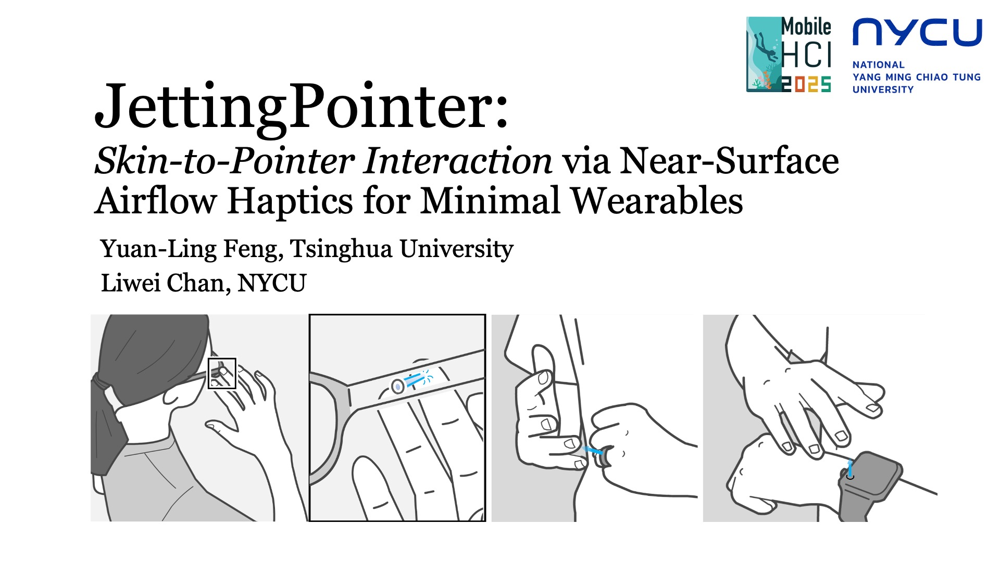 Mobile
HCI
2025
NYCU
NATIONAL
YANG MING CHIAO TUNG
UNIVERSITY
JettingPointer:
Skin-to-Pointer Interaction via Near-Surface
Airflow Haptics for Minimal Wearables
Yuan-Ling Feng, Tsinghua University
Liwei Chan, NYCU